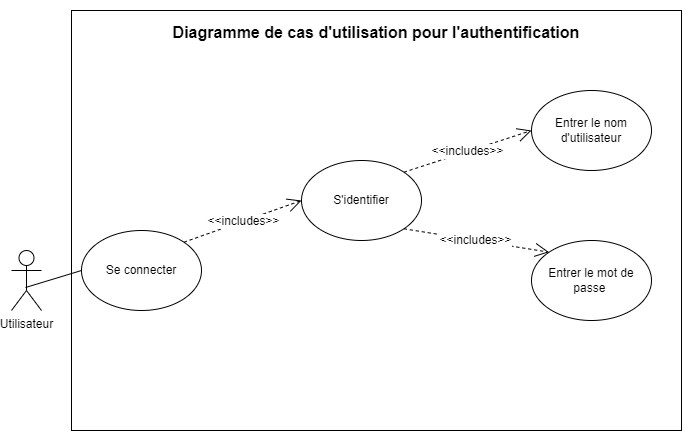 Diagramme de cas d'utilisation pour l'authentification
Entrer le nom
d'utilisateur
<<includes>>
S'identifier
<<includes>>
<<includes>>
Se connecter
Entrer le mot de
passe
Utilisateur